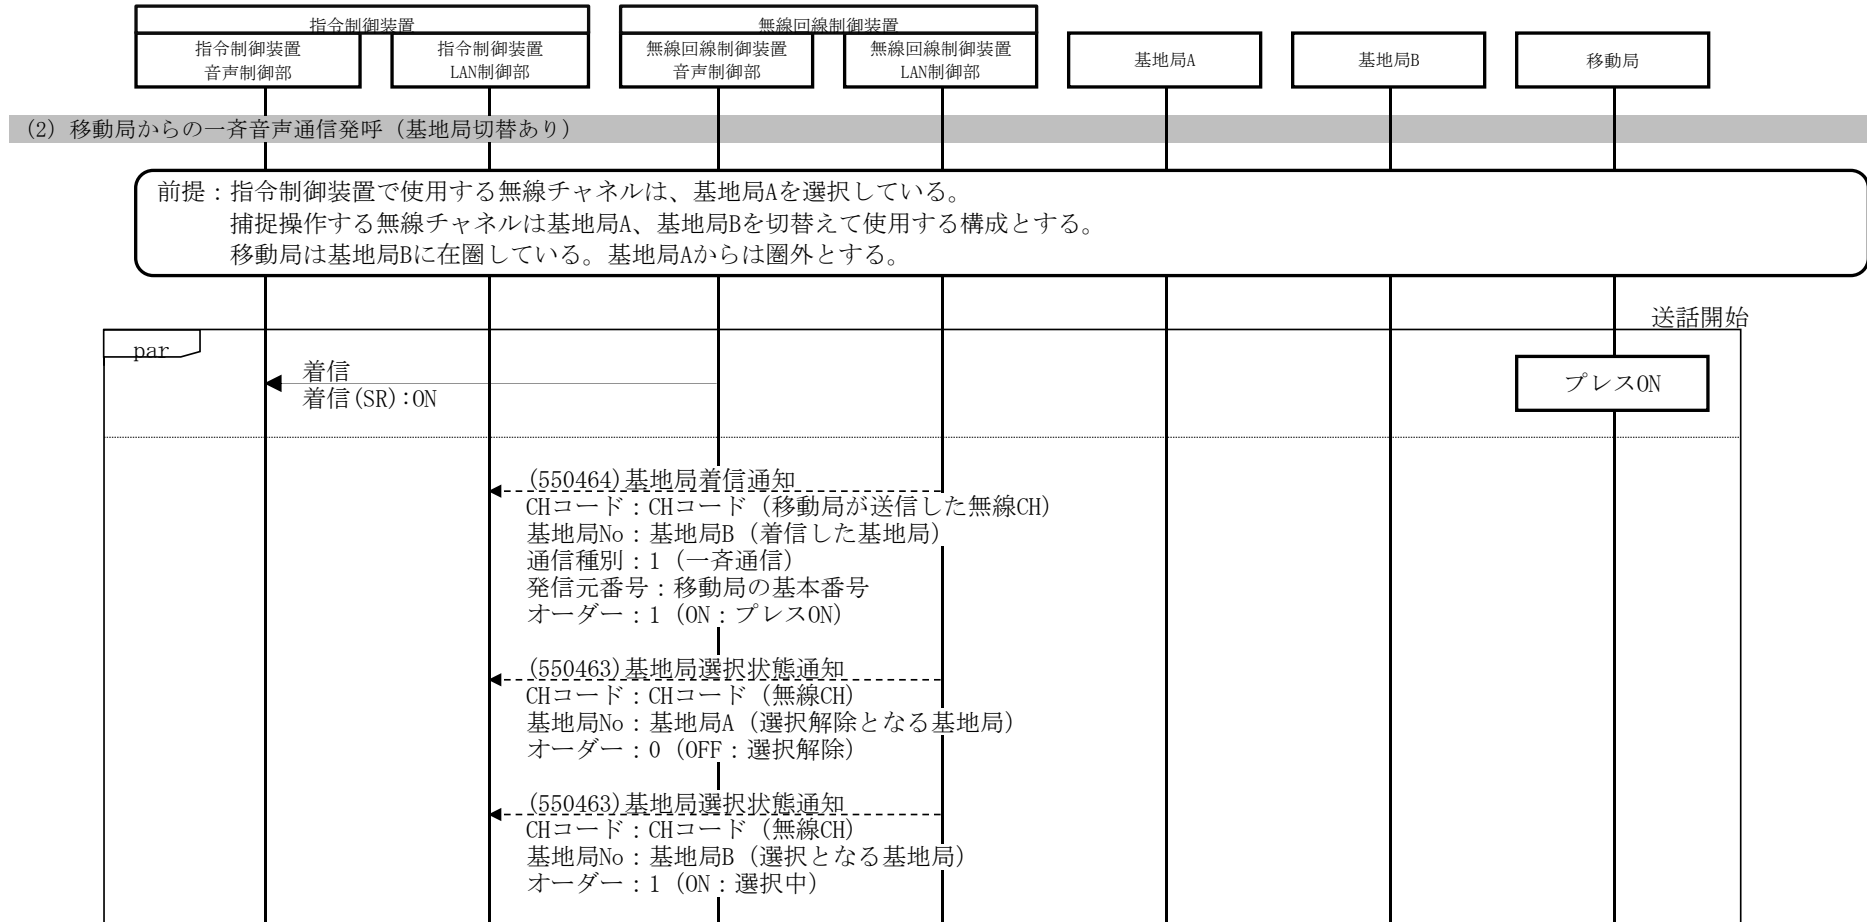 指令制御装置
無線回線制御装置
指令制御装置
音声制御部
指令制御装置
LAN制御部
無線回線制御装置
音声制御部
無線回線制御装置
LAN制御部
基地局A
基地局B
移動局
(2) 移動局からの一斉音声通信発呼（基地局切替あり）
前提：指令制御装置で使用する無線チャネルは、基地局Aを選択している。
捕捉操作する無線チャネルは基地局A、基地局Bを切替えて使用する構成とする。
移動局は基地局Bに在圏している。基地局Aからは圏外とする。
送話開始
par
着信
着信(SR):ON
プレスON
(550464)基地局着信通知
CHコード：CHコード（移動局が送信した無線CH）
基地局No：基地局B（着信した基地局）
通信種別：1（一斉通信）
発信元番号：移動局の基本番号
オーダー：1（ON：プレスON）
(550463)基地局選択状態通知
CHコード：CHコード（無線CH）
基地局No：基地局A（選択解除となる基地局）
オーダー：0（OFF：選択解除）
(550463)基地局選択状態通知
CHコード：CHコード（無線CH）
基地局No：基地局B（選択となる基地局）
オーダー：1（ON：選択中）